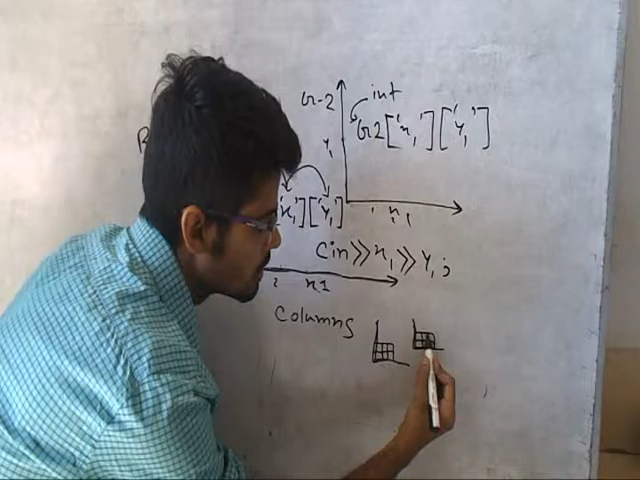 G-2
int
G2['x₁']['y₁']
y₁
x₁
'x₁']['y₁']
Cin>>x₁>>y₁;
x1
Columns